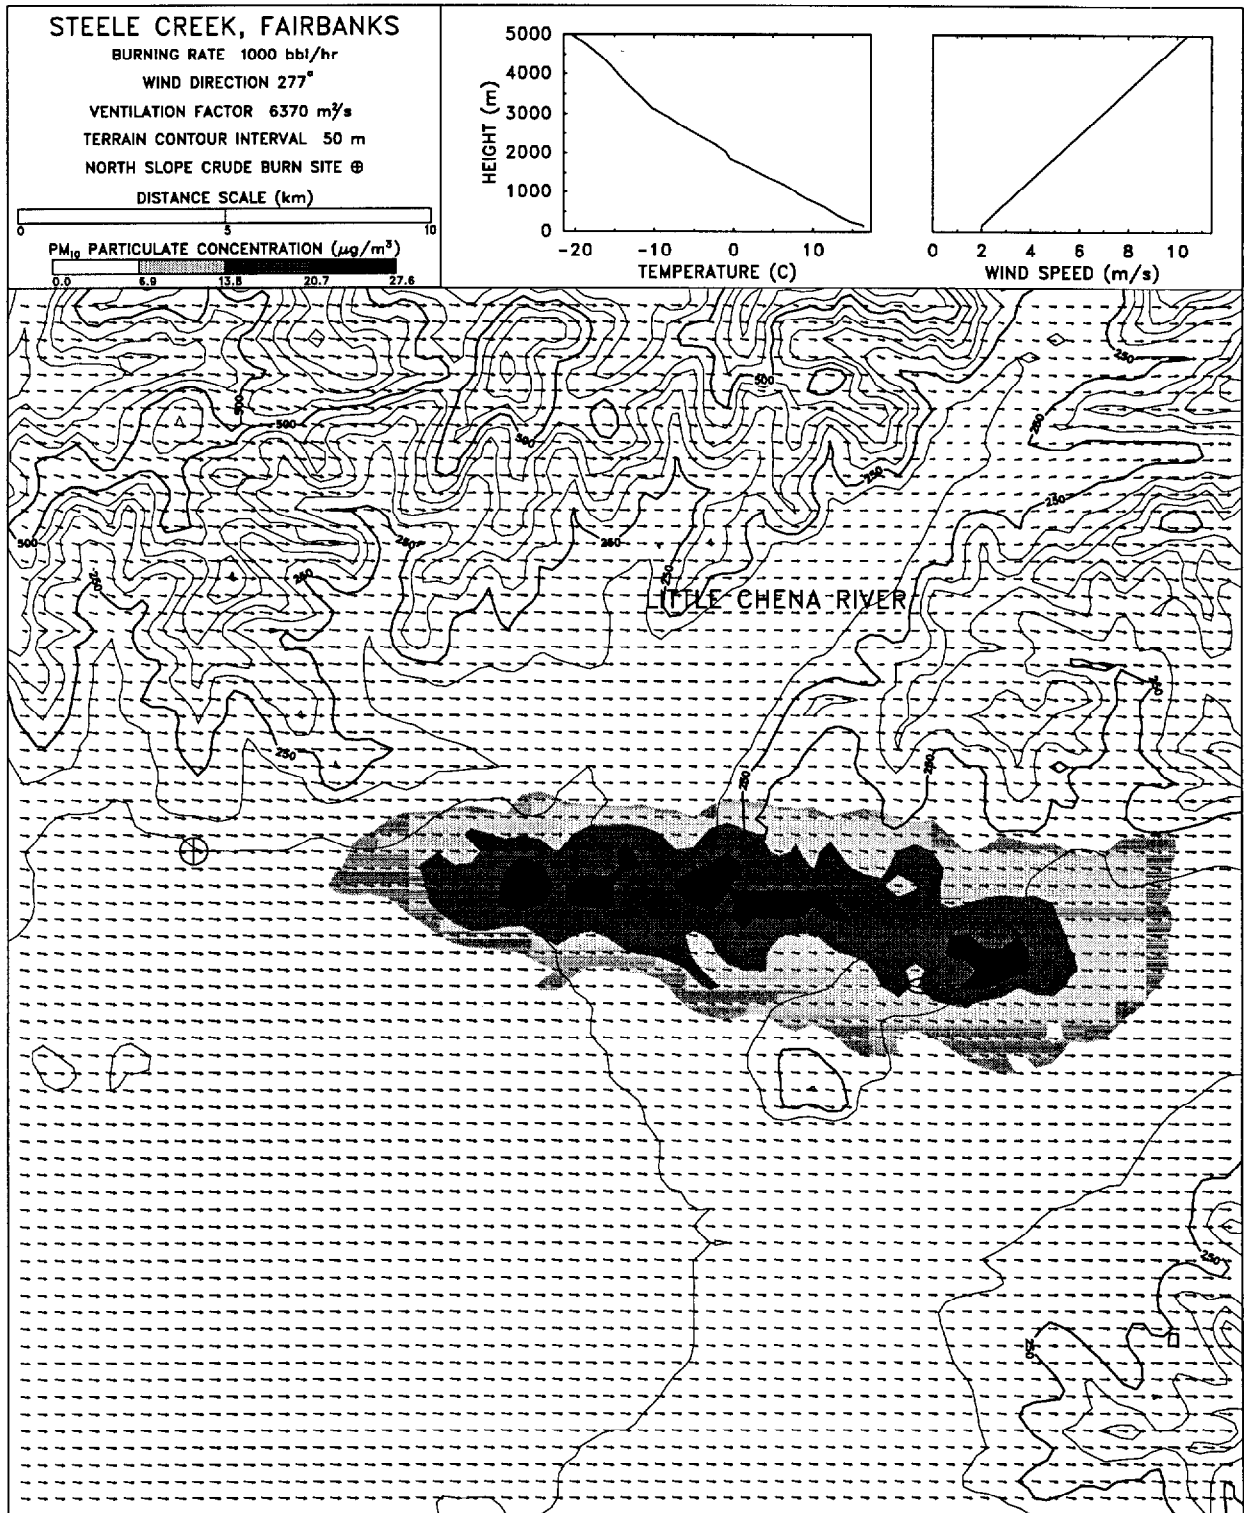 STEELE CREEK, FAIRBANKS
BURNING RATE 1000 bbl/hr
WIND DIRECTION 277°
VENTILATION FACTOR 6370 m²/s
TERRAIN CONTOUR INTERVAL 50 m
NORTH SLOPE CRUDE BURN SITE ⊕
DISTANCE SCALE (km)
0 5 10
PM₁₀ PARTICULATE CONCENTRATION (μg/m³)
0.0 6.9 13.8 20.7 27.6
5000
4000
3000
2000
1000
0
HEIGHT (m)
-20 -10 0 10
TEMPERATURE (C)
0 2 4 6 8 10
WIND SPEED (m/s)
250
500
500
500
250
500
250
250
500
250
250
250
250
250
LITTLE CHENA RIVER
250
250
250
250
250
250